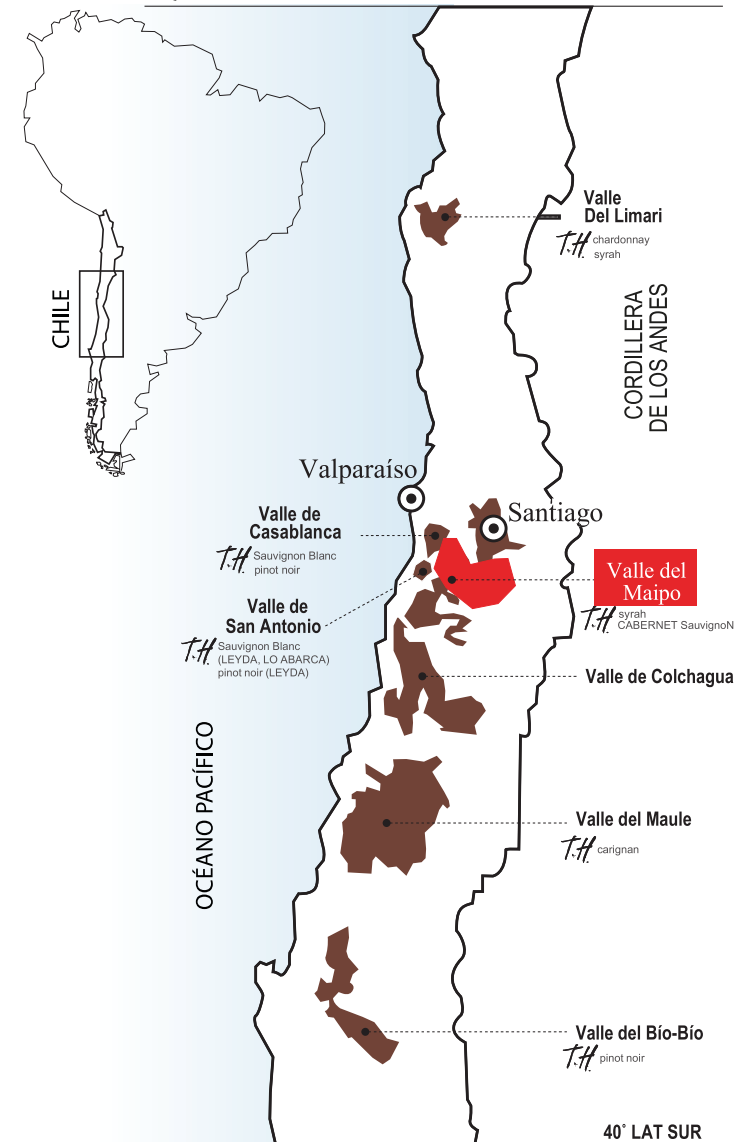 Valle
Del Limari
T.H. chardonnay
syrah
CHILE
CORDILLERA
DE LOS ANDES
Valparaíso
Santiago
Valle de
Casablanca
T.H. Sauvignon Blanc
pinot noir
Valle del
Maipo
T.H. syrah
CABERNET SauvignoN
Valle de
San Antonio
T.H. Sauvignon Blanc
(LEYDA, LO ABARCA)
pinot noir (LEYDA)
Valle de Colchagua
OCÉANO PACÍFICO
Valle del Maule
T.H. carignan
Valle del Bío-Bío
T.H. pinot noir
40° LAT SUR